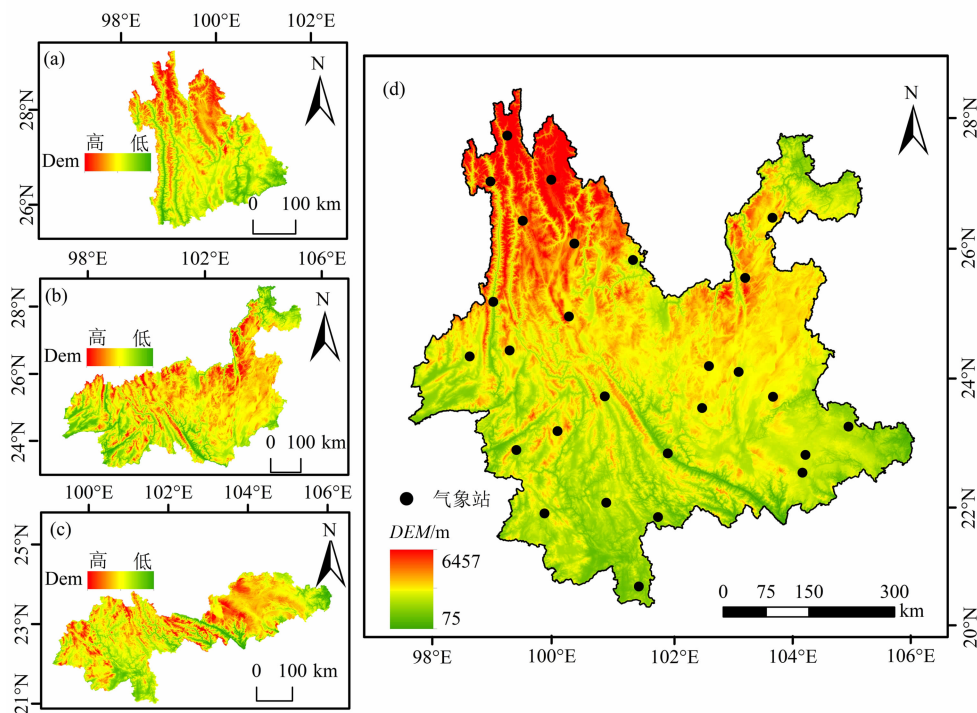 98°E 100°E 102°E
(a)
N
28°N
26°N
高 低
Dem
0 100 km
98°E 102°E 106°E
(b)
N
28°N
26°N
24°N
高 低
Dem
0 100 km
100°E 102°E 104°E 106°E
(c)
N
25°N
23°N
21°N
高 低
Dem
0 100 km
(d)
N
28°N
26°N
24°N
22°N
20°N
气象站
DEM/m
6457
75
0 75 150 300
km
98°E 100°E 102°E 104°E 106°E